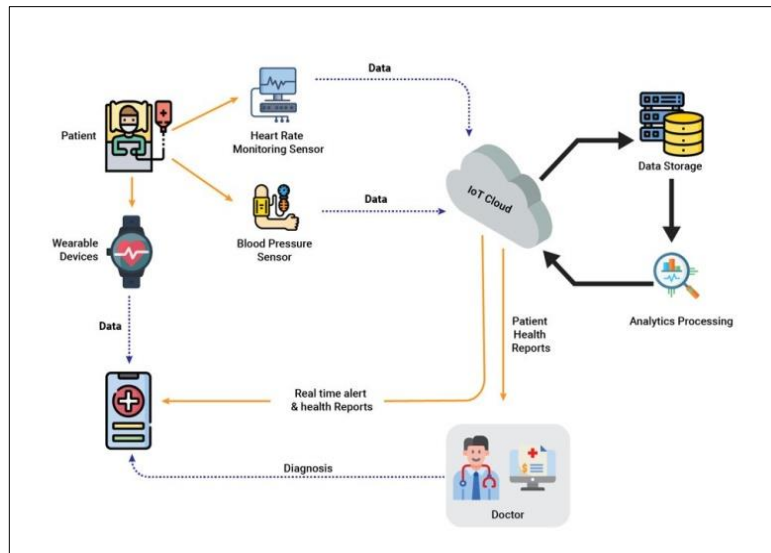 Data
Patient
Heart Rate
Monitoring Sensor
Data Storage
IoT Cloud
Data
Wearable
Devices
Blood Pressure
Sensor
Data
Patient
Health
Reports
Analytics Processing
Real time alert
& health Reports
Diagnosis
Doctor